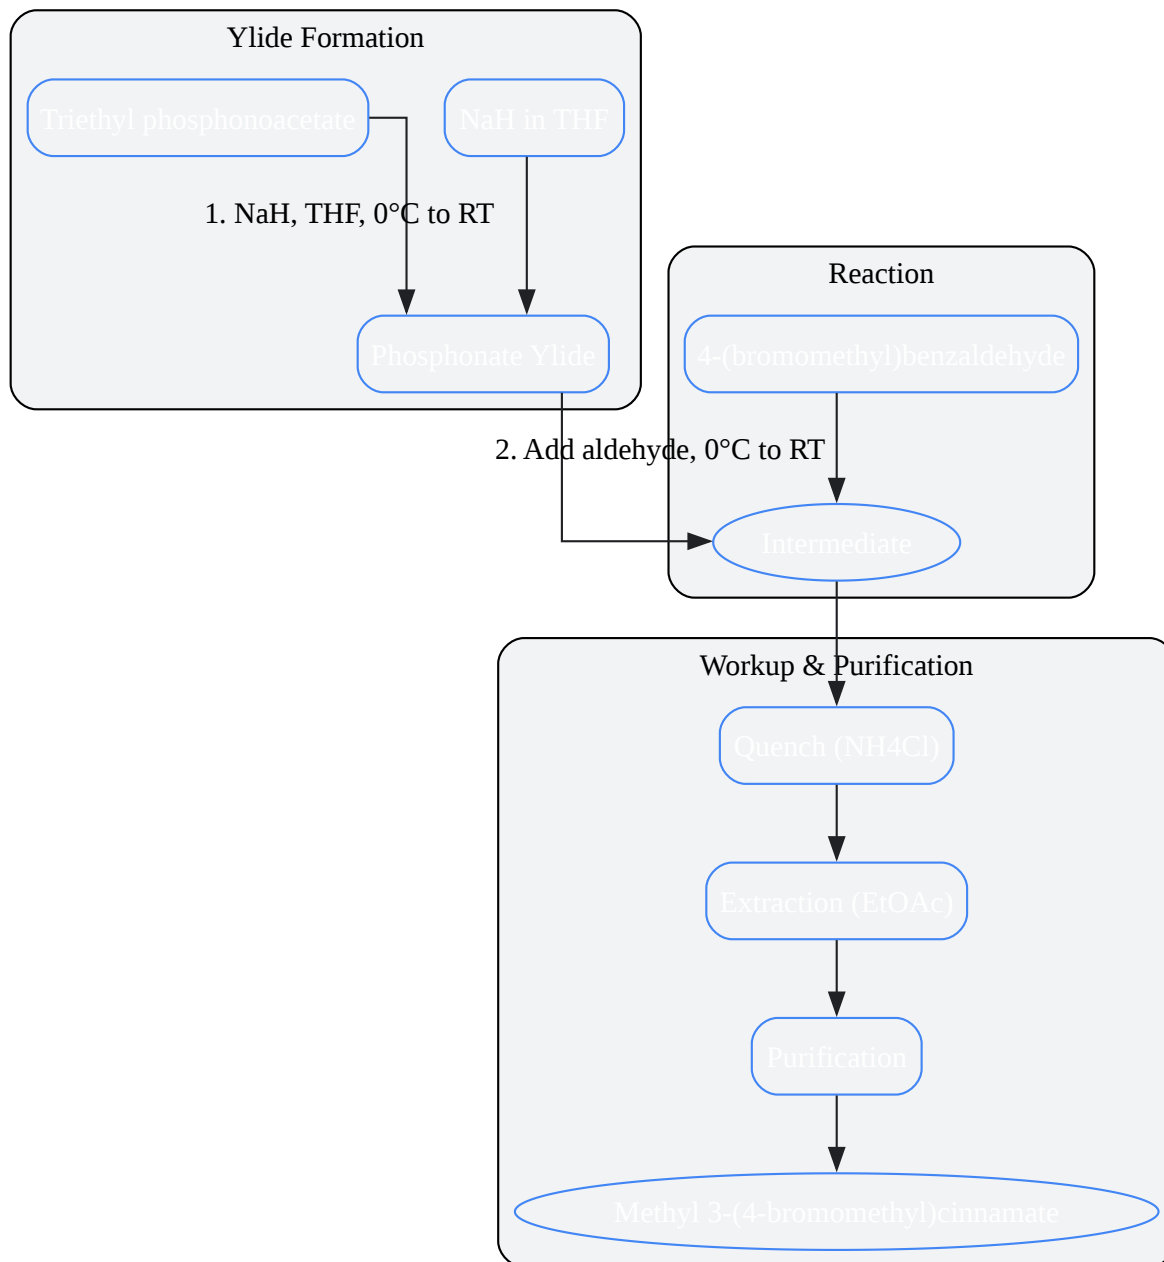 Ylide Formation
Triethyl phosphonoacetate
NaH in THF
1. NaH, THF, 0°C to RT
Phosphonate Ylide
Reaction
4-(bromomethyl)benzaldehyde
2. Add aldehyde, 0°C to RT
Intermediate
Workup & Purification
Quench (NH4Cl)
Extraction (EtOAc)
Purification
Methyl 3-(4-bromomethyl)cinnamate